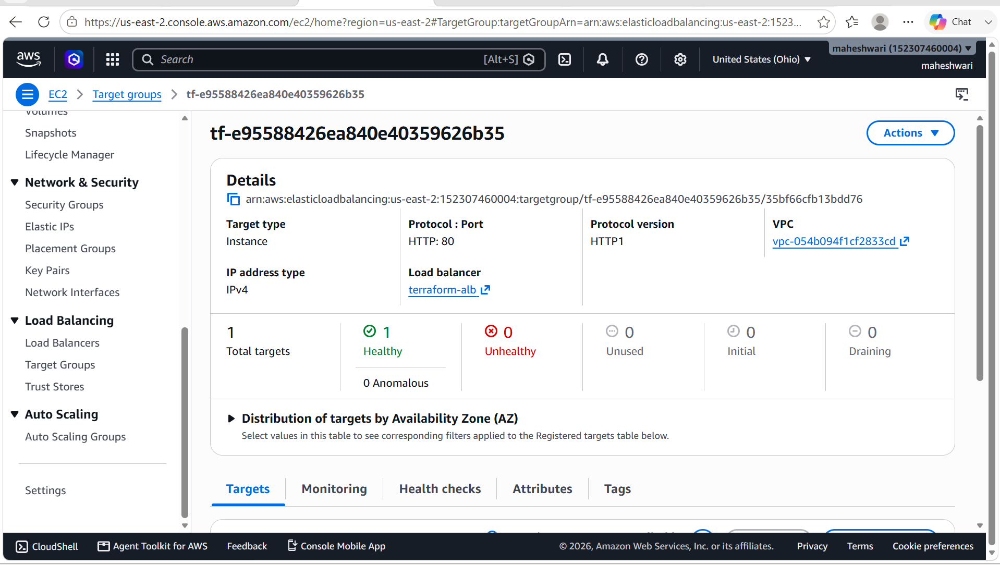 https://us-east-2.console.aws.amazon.com/ec2/home?region=us-east-2#TargetGroup:targetGroupArn=arn:aws:elasticloadbalancing:us-east-2:1523...
Chat
aws
Search
[Alt+S]
United States (Ohio)
maheshwari (152307460004)
maheshwari
EC2
Target groups
tf-e95588426ea840e40359626b35
Volumes
Snapshots
Lifecycle Manager
Network & Security
Security Groups
Elastic IPs
Placement Groups
Key Pairs
Network Interfaces
Load Balancing
Load Balancers
Target Groups
Trust Stores
Auto Scaling
Auto Scaling Groups
Settings
tf-e95588426ea840e40359626b35
Actions
Details
arn:aws:elasticloadbalancing:us-east-2:152307460004:targetgroup/tf-e95588426ea840e40359626b35/35bf66cfb13bdd76
Target type
Instance
Protocol : Port
HTTP: 80
Protocol version
HTTP1
VPC
vpc-054b094f1cf2833cd
IP address type
IPv4
Load balancer
terraform-alb
1
Total targets
1
Healthy
0 Anomalous
0
Unhealthy
0
Unused
0
Initial
0
Draining
Distribution of targets by Availability Zone (AZ)
Select values in this table to see corresponding filters applied to the Registered targets table below.
Targets
Monitoring
Health checks
Attributes
Tags
CloudShell
Agent Toolkit for AWS
Feedback
Console Mobile App
© 2026, Amazon Web Services, Inc. or its affiliates.
Privacy
Terms
Cookie preferences